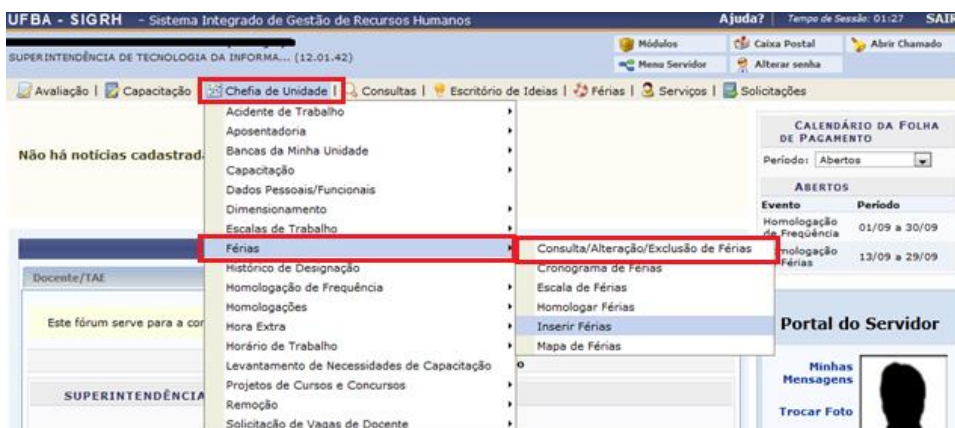 UFBA - SIGRH - Sistema Integrado de Gestão de Recursos Humanos
Ajuda? | Tempo de Sessão: 01:27 SAIR
SUPERINTENDÊNCIA DE TECNOLOGIA DA INFORMA... (12.01.42)
Módulos
Caixa Postal
Abrir Chamado
Menu Servidor
Alterar senha
Avaliação | Capacitação | Chefia de Unidade | Consultas | Escritório de Ideias | Férias | Serviços | Solicitações
Não há notícias cadastrad
Acidente de Trabalho
Aposentadoria
Bancas da Minha Unidade
Capacitação
Dados Pessoais/Funcionais
Dimensionamento
Escalas de Trabalho
Férias
Histórico de Designação
Homologação de Frequência
Homologações
Hora Extra
Horário de Trabalho
Levantamento de Necessidades de Capacitação
Projetos de Cursos e Concursos
Remoção
Solicitação de Vagas de Docente
Consulta/Alteração/Exclusão de Férias
Cronograma de Férias
Escala de Férias
Homologar Férias
Inserir Férias
Mapa de Férias
Docente/TAE
Este fórum serve para a cor
o
SUPERINTENDÊNCIA
CALENDÁRIO DA FOLHA
DE PAGAMENTO
Período: Abertos
ABERTOS
Evento Período
Homologação
de Freqüência 01/09 a 30/09
mologação
Férias 13/09 a 29/09
Portal do Servidor
Minhas
Mensagens
Trocar Foto